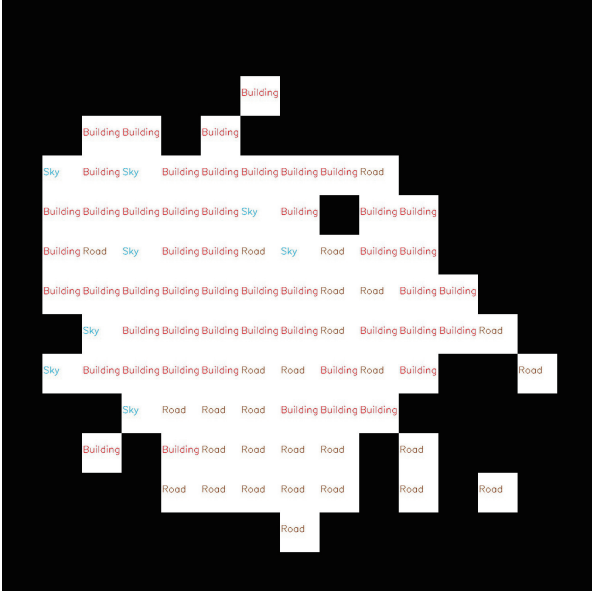 Building
Building Building Building
Sky Building Sky Building Building Building Building Building Road
Building Building Building Building Building Sky Building Building Building
Building Road Sky Building Building Road Sky Road Building Building
Building Building Building Building Building Building Building Road Road Building Building
Sky Building Building Building Building Building Road Building Building Building Road
Sky Building Building Building Building Road Road Building Road Building Road
Sky Road Road Road Building Building Building
Building Building Road Road Road Road Road
Road Road Road Road Road Road Road
Road